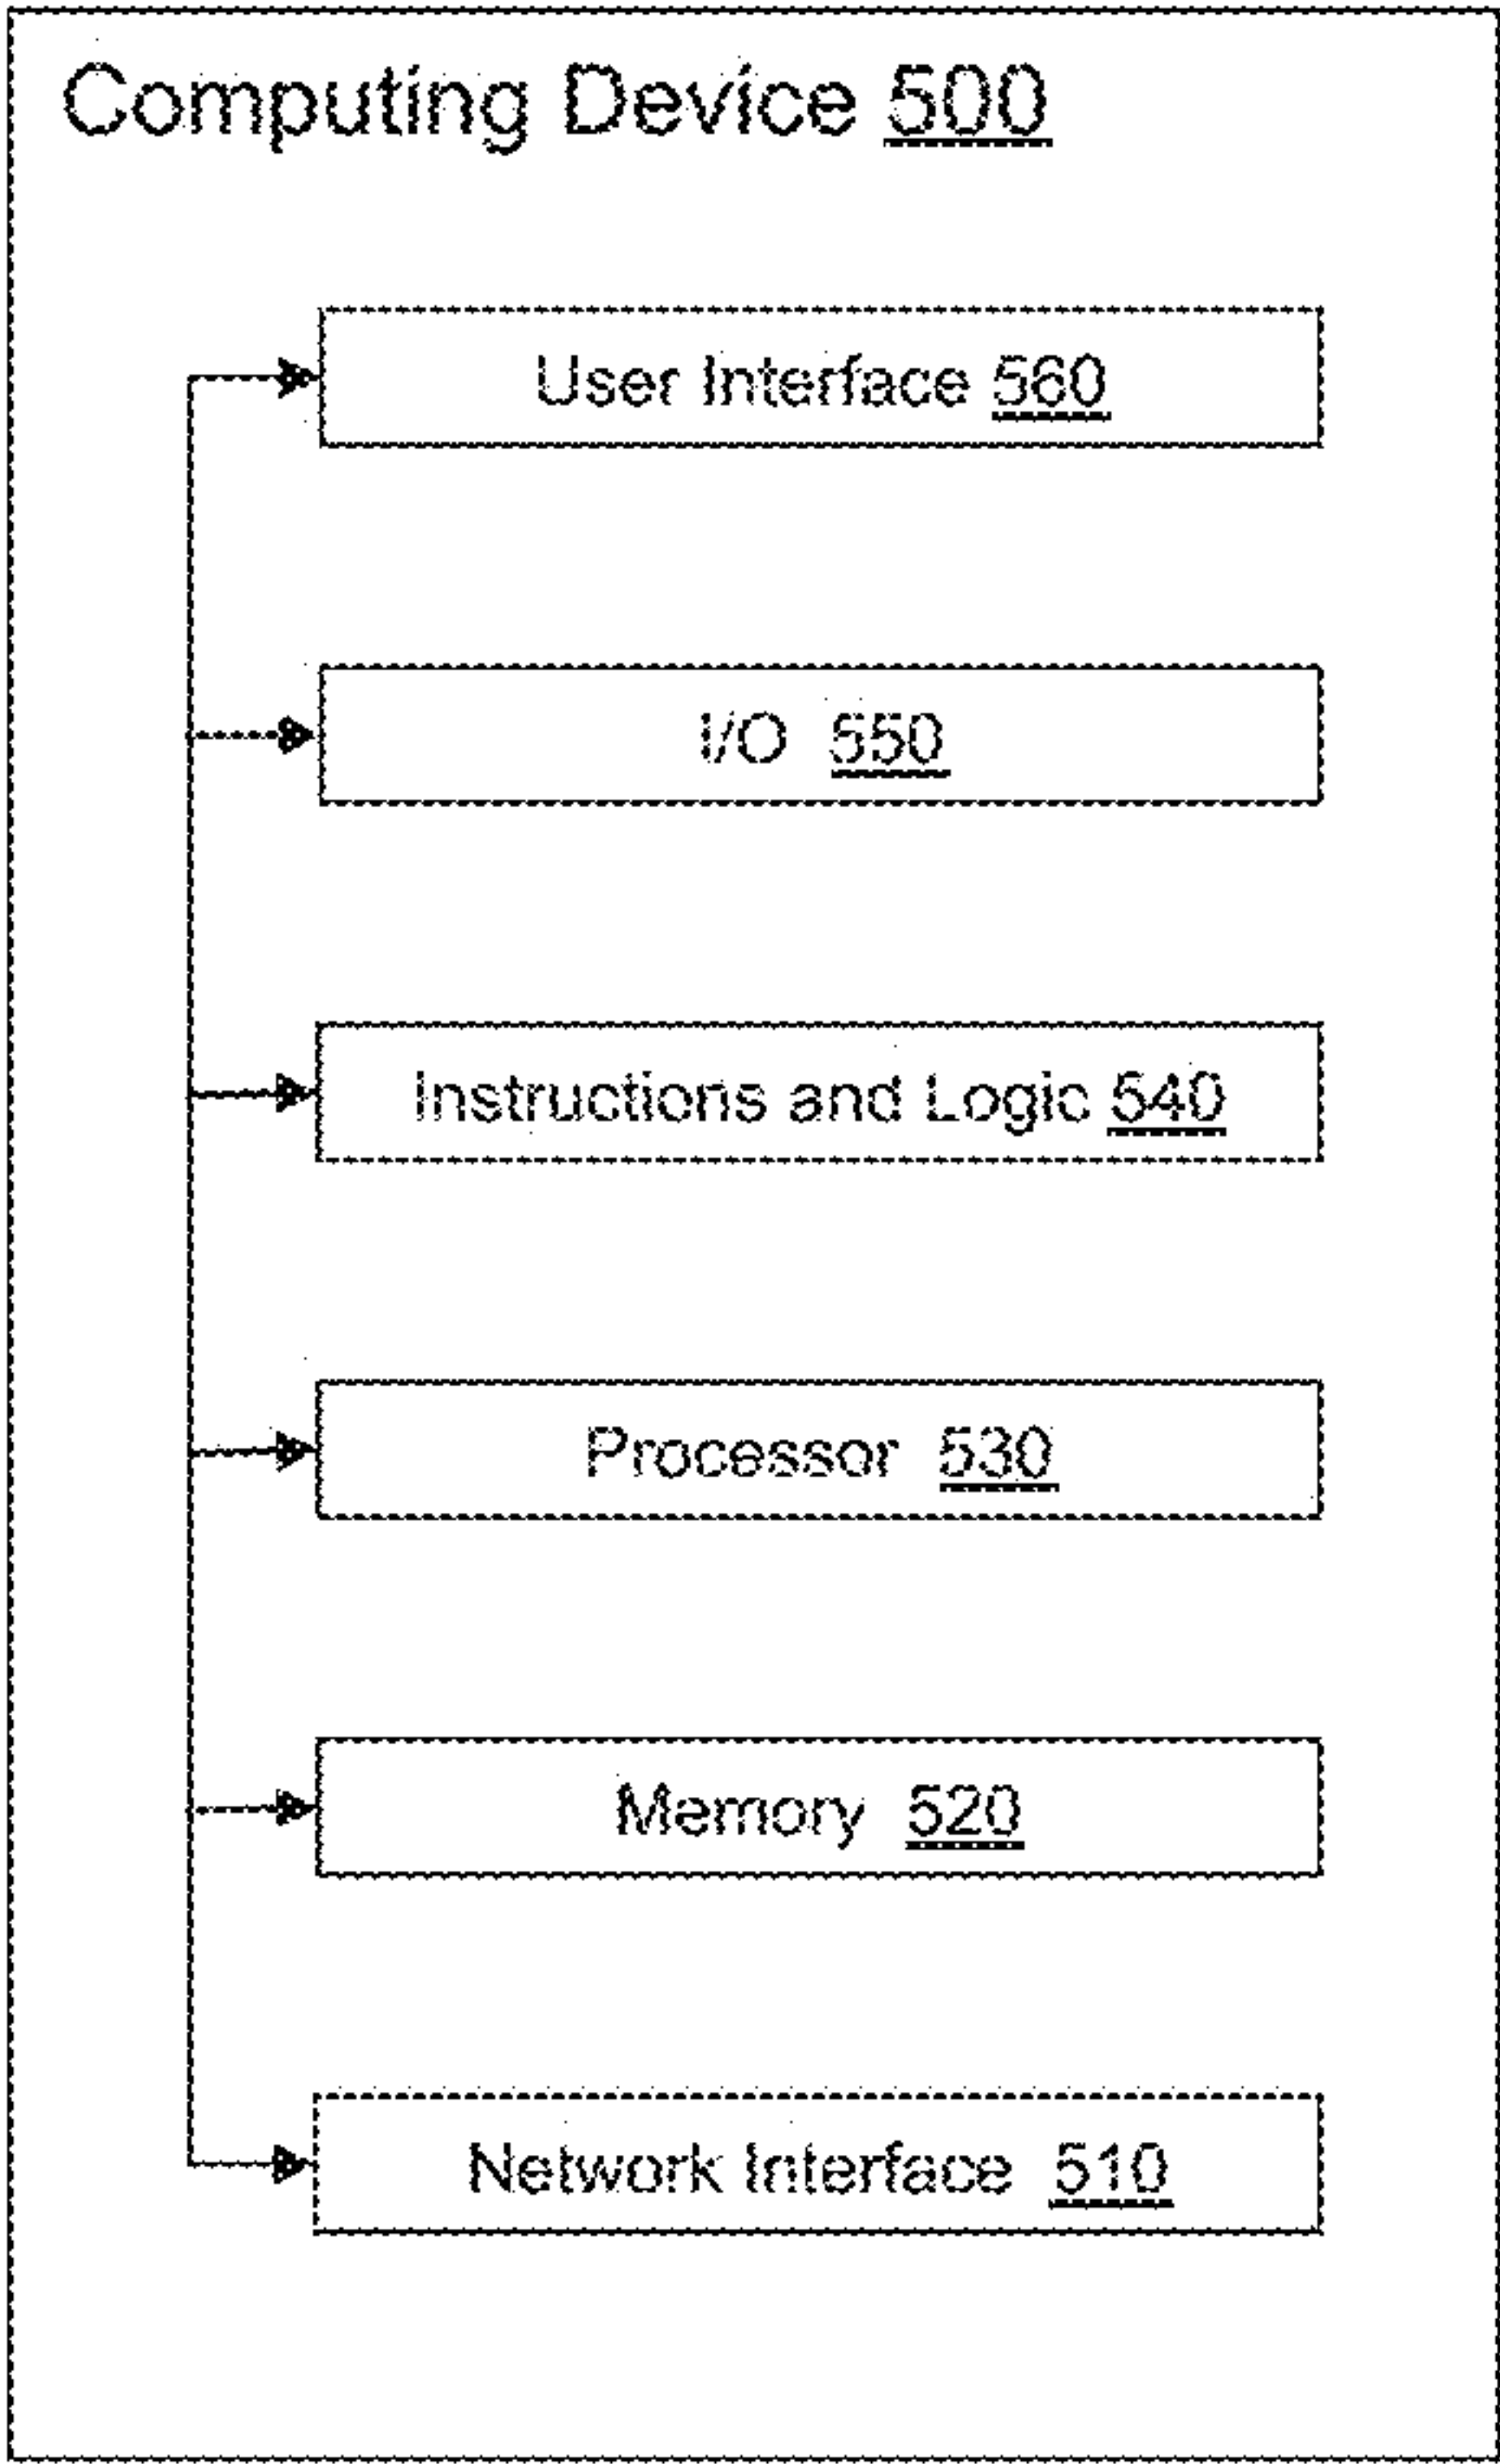 Computing Device 500
User Interface 560
I/O 550
Instructions and Logic 540
Processor 530
Memory 520
Network Interface 510